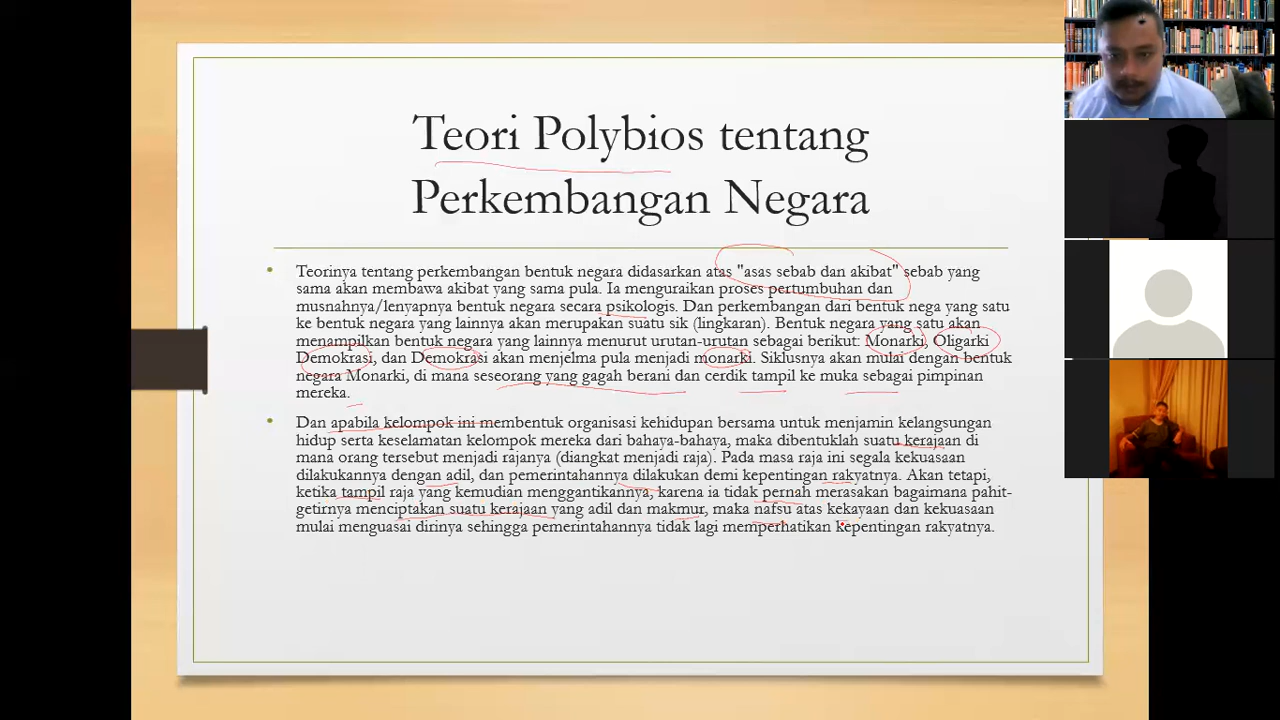 Teori Polybios tentang
Perkembangan Negara
• Teorinya tentang perkembangan bentuk negara didasarkan atas "asas sebab dan akibat" sebab yang
sama akan membawa akibat yang sama pula. Ia menguraikan proses pertumbuhan dan
musnahnya/lenyapnya bentuk negara secara psikologis. Dan perkembangan dari bentuk nega yang satu
ke bentuk negara yang lainnya akan merupakan suatu sik (lingkaran). Bentuk negara yang satu akan
menampilkan bentuk negara yang lainnya menurut urutan-urutan sebagai berikut: Monarki, Oligarki
Demokrasi, dan Demokrasi akan menjelma pula menjadi monarki. Siklusnya akan mulai dengan bentuk
negara Monarki, di mana seseorang yang gagah berani dan cerdik tampil ke muka sebagai pimpinan
mereka.
• Dan apabila kelompok ini membentuk organisasi kehidupan bersama untuk menjamin kelangsungan
hidup serta keselamatan kelompok mereka dari bahaya-bahaya, maka dibentuklah suatu kerajaan di
mana orang tersebut menjadi rajanya (diangkat menjadi raja). Pada masa raja ini segala kekuasaan
dilakukannya dengan adil, dan pemerintahannya dilakukan demi kepentingan rakyatnya. Akan tetapi,
ketika tampil raja yang kemudian menggantikannya, karena ia tidak pernah merasakan bagaimana pahit-
getirnya menciptakan suatu kerajaan yang adil dan makmur, maka nafsu atas kekayaan dan kekuasaan
mulai menguasai dirinya sehingga pemerintahannya tidak lagi memperhatikan kepentingan rakyatnya.